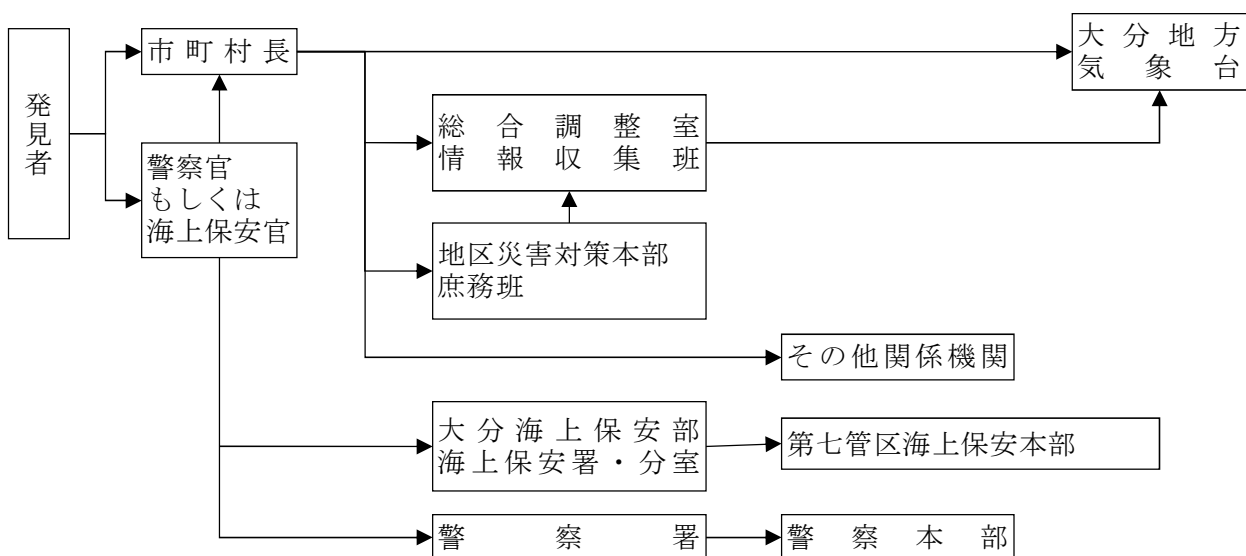 発見者
市町村長
大分地方
気象台
警察官
もしくは
海上保安官
総合調整室
情報収集班
地区災害対策本部
庶務班
その他関係機関
大分海上保安部
海上保安署・分室
第七管区海上保安本部
警察署
警察本部